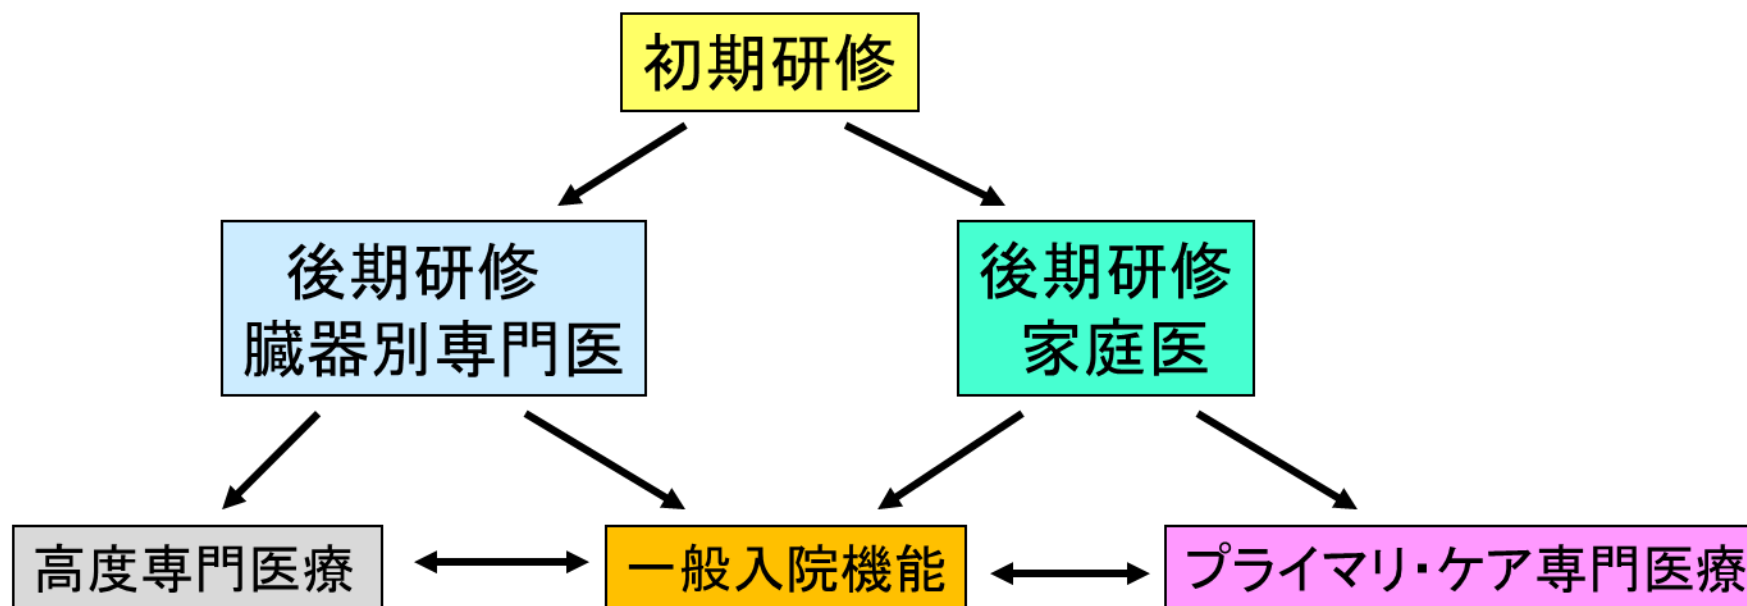 初期研修
後期研修
臓器別専門医
後期研修
家庭医
高度専門医療
一般入院機能
プライマリ・ケア専門医療